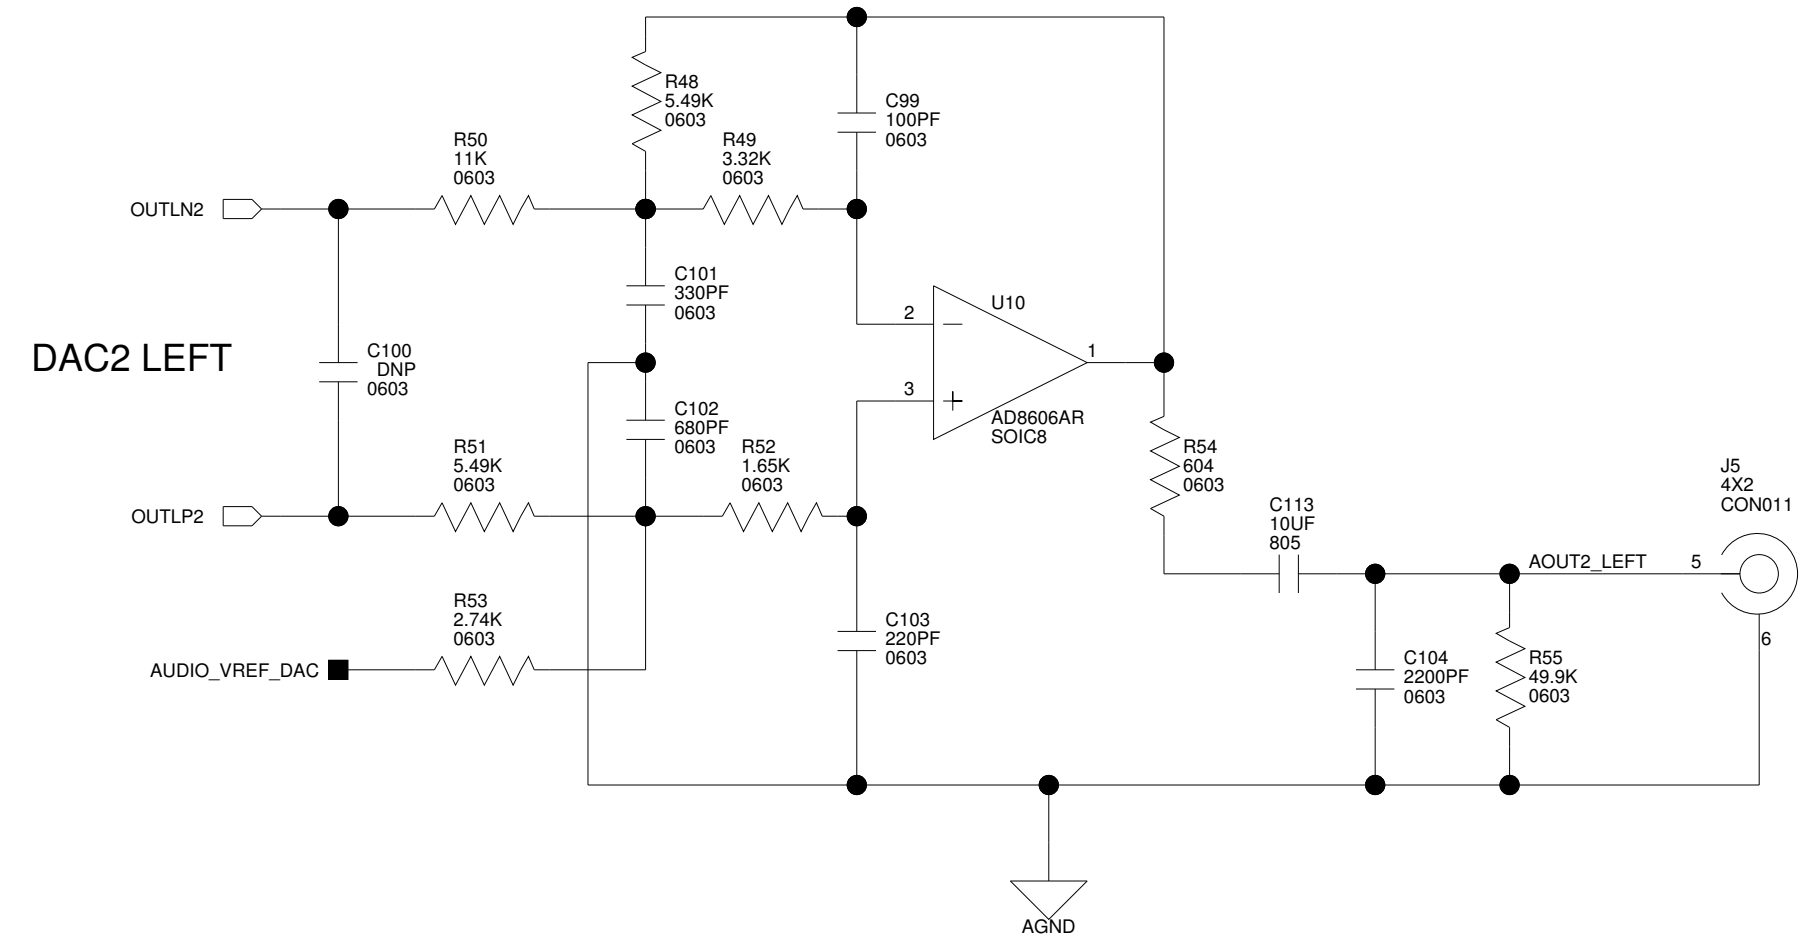 R48
5.49K
0603
C99
100PF
0603
R50
11K
0603
R49
3.32K
0603
OUTLN2
C101
330PF
0603
U10
2
1
3
AD8606AR
SOIC8
DAC2 LEFT
C100
DNP
0603
C102
680PF
0603
R51
5.49K
0603
R52
1.65K
0603
OUTLP2
R54
604
0603
C113
10UF
805
J5
4X2
CON011
AOUT2_LEFT
5
6
R53
2.74K
0603
AUDIO_VREF_DAC
C103
220PF
0603
C104
2200PF
0603
R55
49.9K
0603
AGND